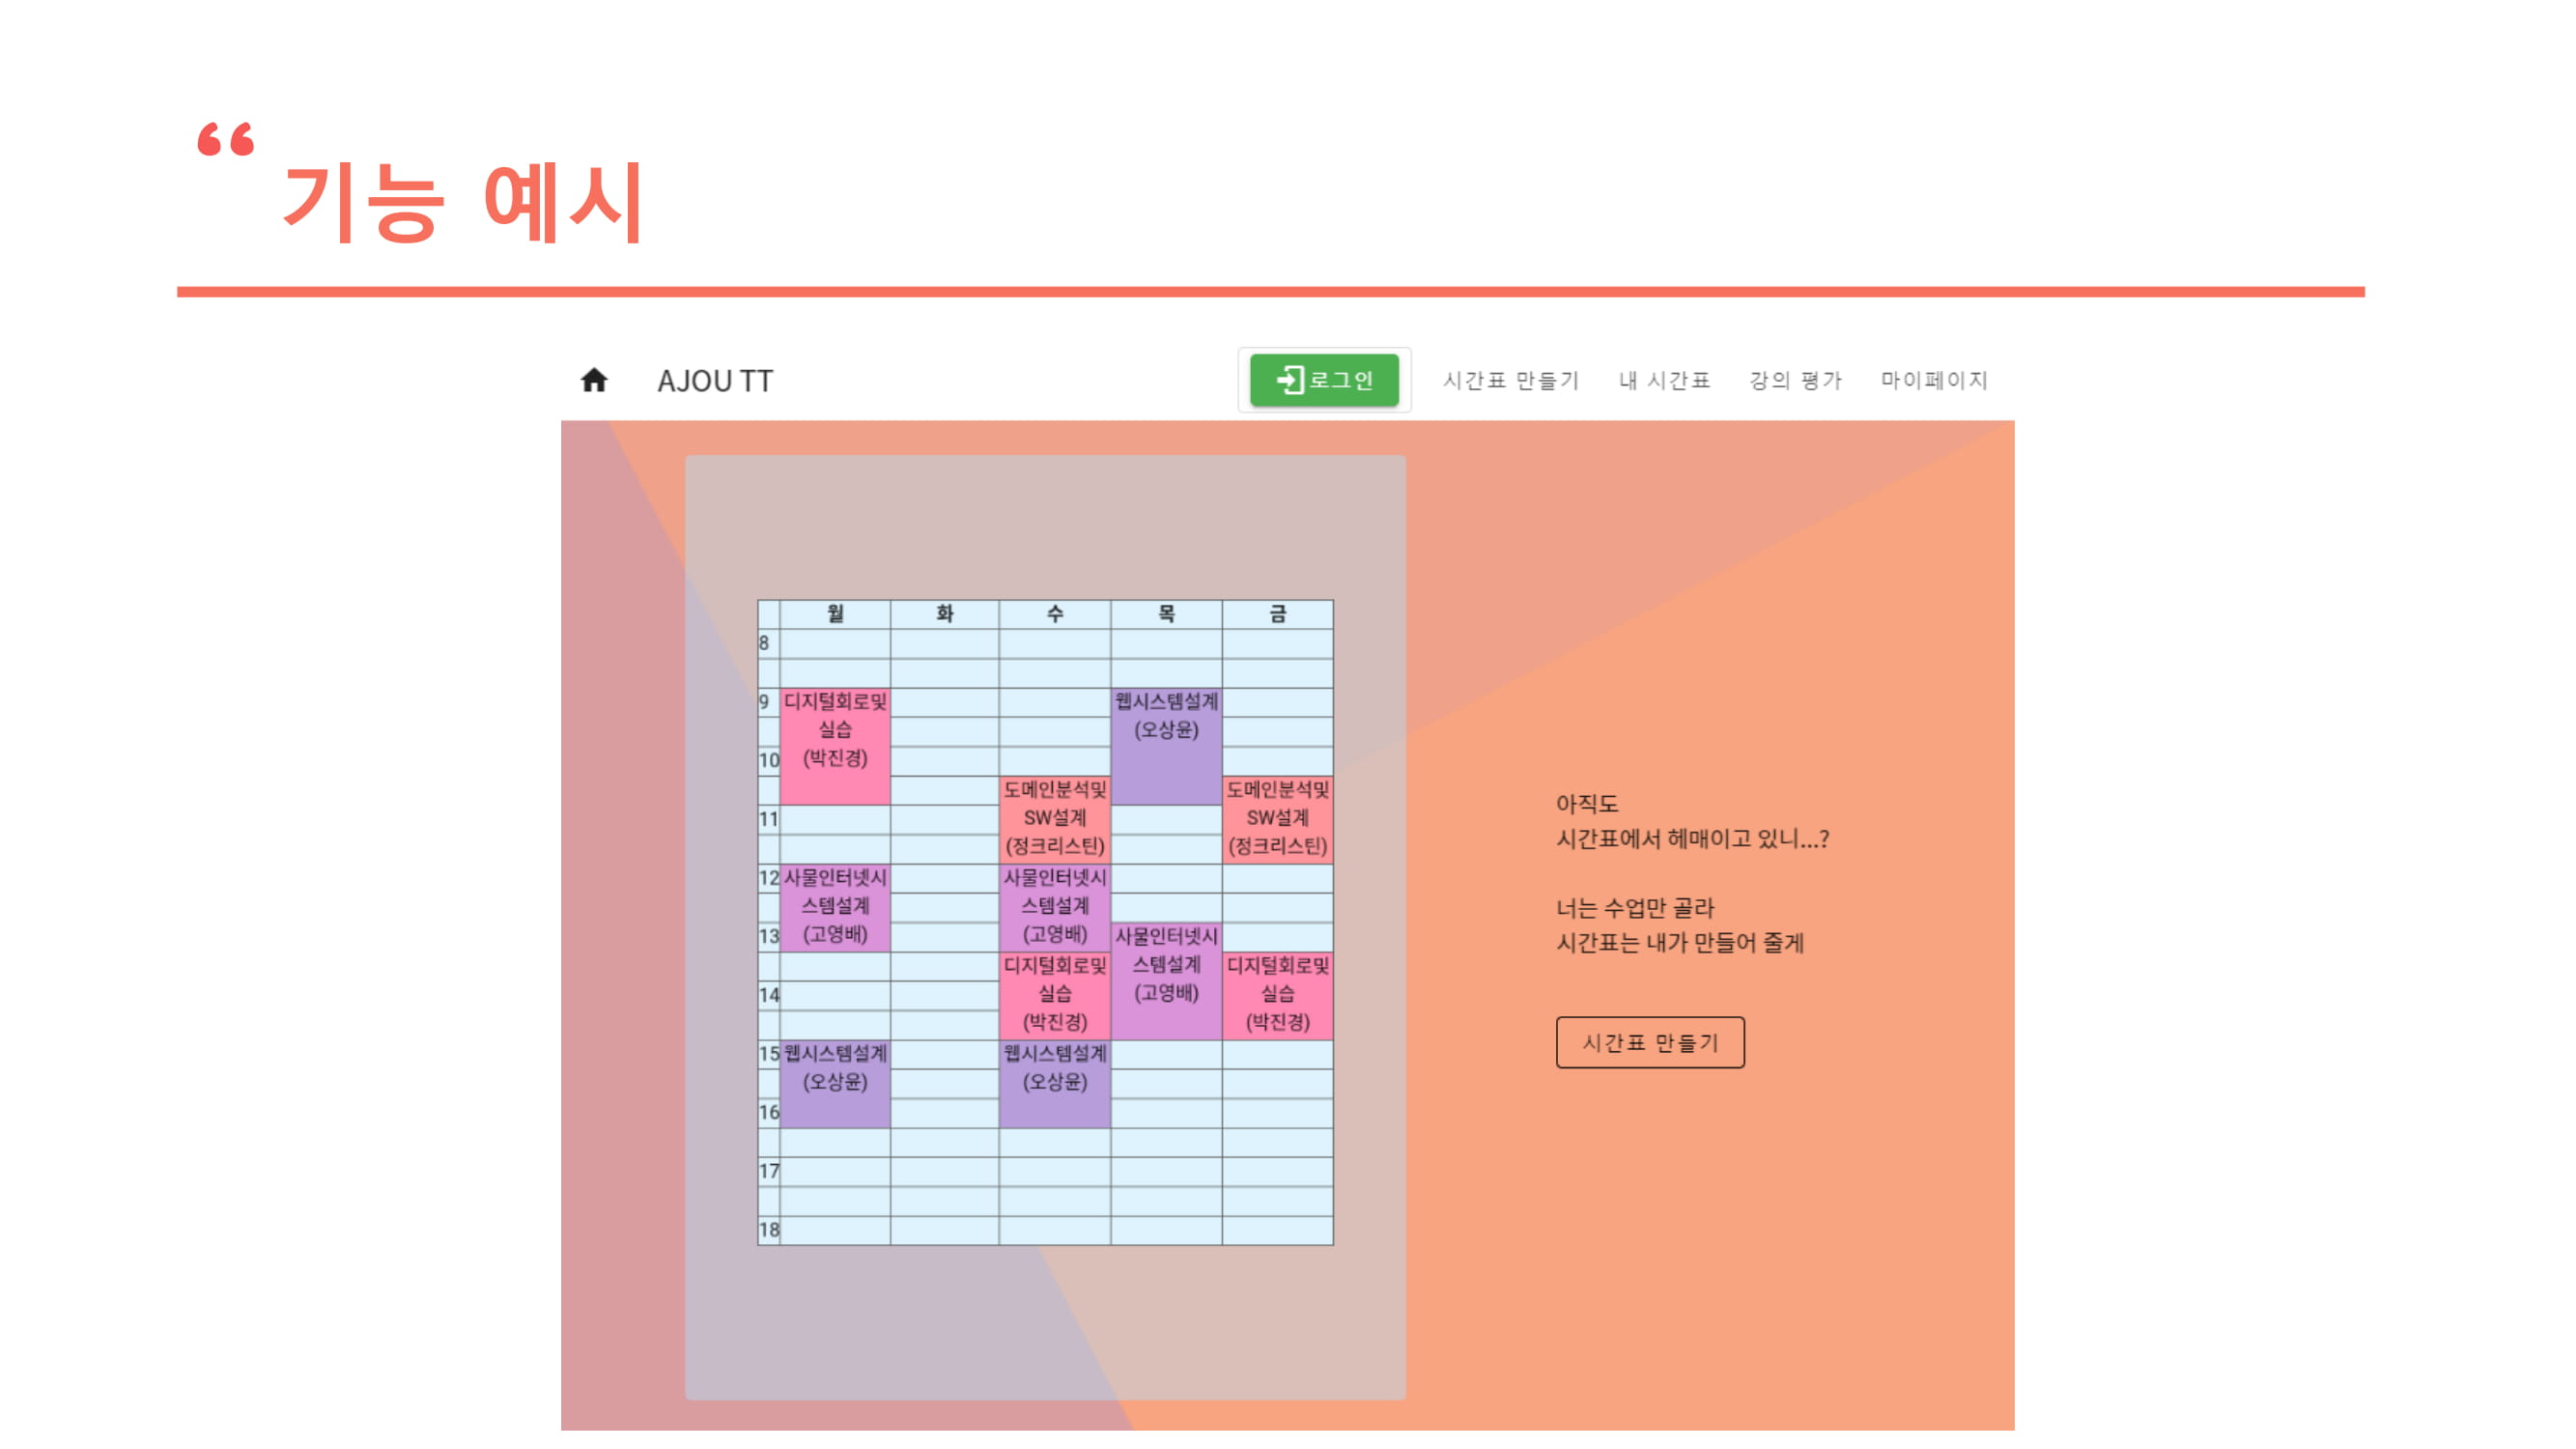 “ 기능 예시
AJOU TT
로그인 시간표 만들기 내 시간표 강의 평가 마이페이지
월 화 수 목 금
8
9 디지털회로및 웹시스템설계
실습 (오상윤)
10 (박진경)
도메인분석및 도메인분석및
11 SW설계 SW설계
(정크리스틴) (정크리스틴)
12 사물인터넷시 사물인터넷시
스템설계 스템설계
13 (고영배) (고영배) 사물인터넷시
디지털회로및 스템설계 디지털회로및
14 실습 (고영배) 실습
(박진경) (박진경)
15 웹시스템설계 웹시스템설계
(오상윤) (오상윤)
16
17
18
아직도
시간표에서 헤매이고 있니...?
너는 수업만 골라
시간표는 내가 만들어 줄게
시간표 만들기